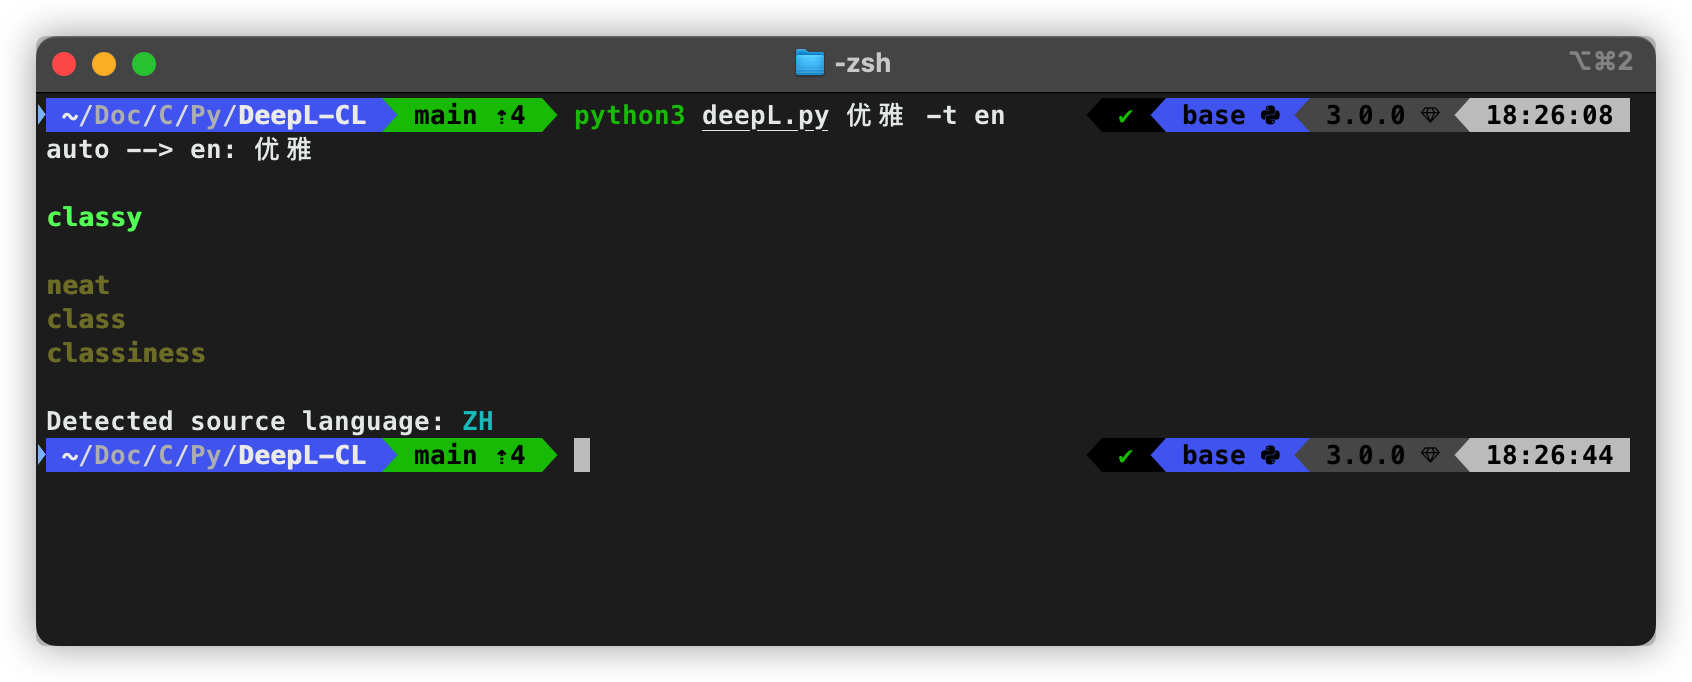 -zsh
⌥⌘2
~/Doc/C/Py/DeepL-CL main ⇡4 python3 deepL.py 优雅 -t en ✔ base 3.0.0 18:26:08
auto --> en: 优雅
classy
neat
class
classiness
Detected source language: ZH
~/Doc/C/Py/DeepL-CL main ⇡4 ✔ base 3.0.0 18:26:44